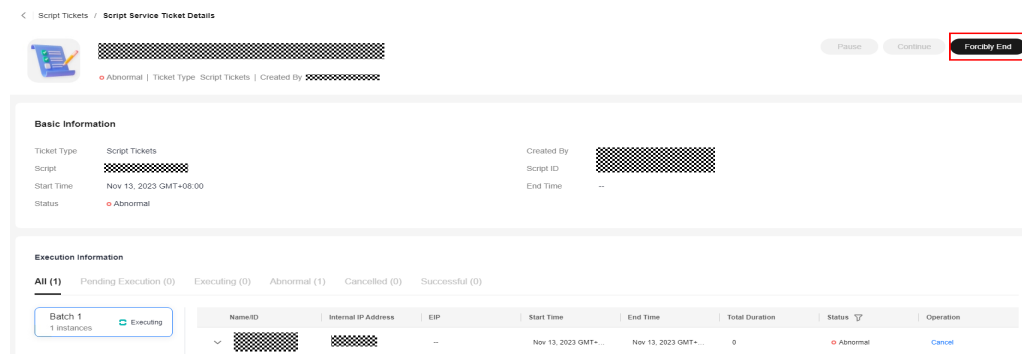 Script Tickets / Script Service Ticket Details
Pause Continue Forcibly End
Abnormal | Ticket Type Script Tickets | Created By
Basic Information
Ticket Type Script Tickets Created By
Script Script ID
Start Time Nov 13, 2023 GMT+08:00 End Time --
Status Abnormal
Execution Information
All (1) Pending Execution (0) Executing (0) Abnormal (1) Cancelled (0) Successful (0)
Batch 1
1 instances
Executing
Name/ID Internal IP Address EIP Start Time End Time Total Duration Status Operation
-- Nov 13, 2023 GMT+... Nov 13, 2023 GMT+... 0 Abnormal Cancel